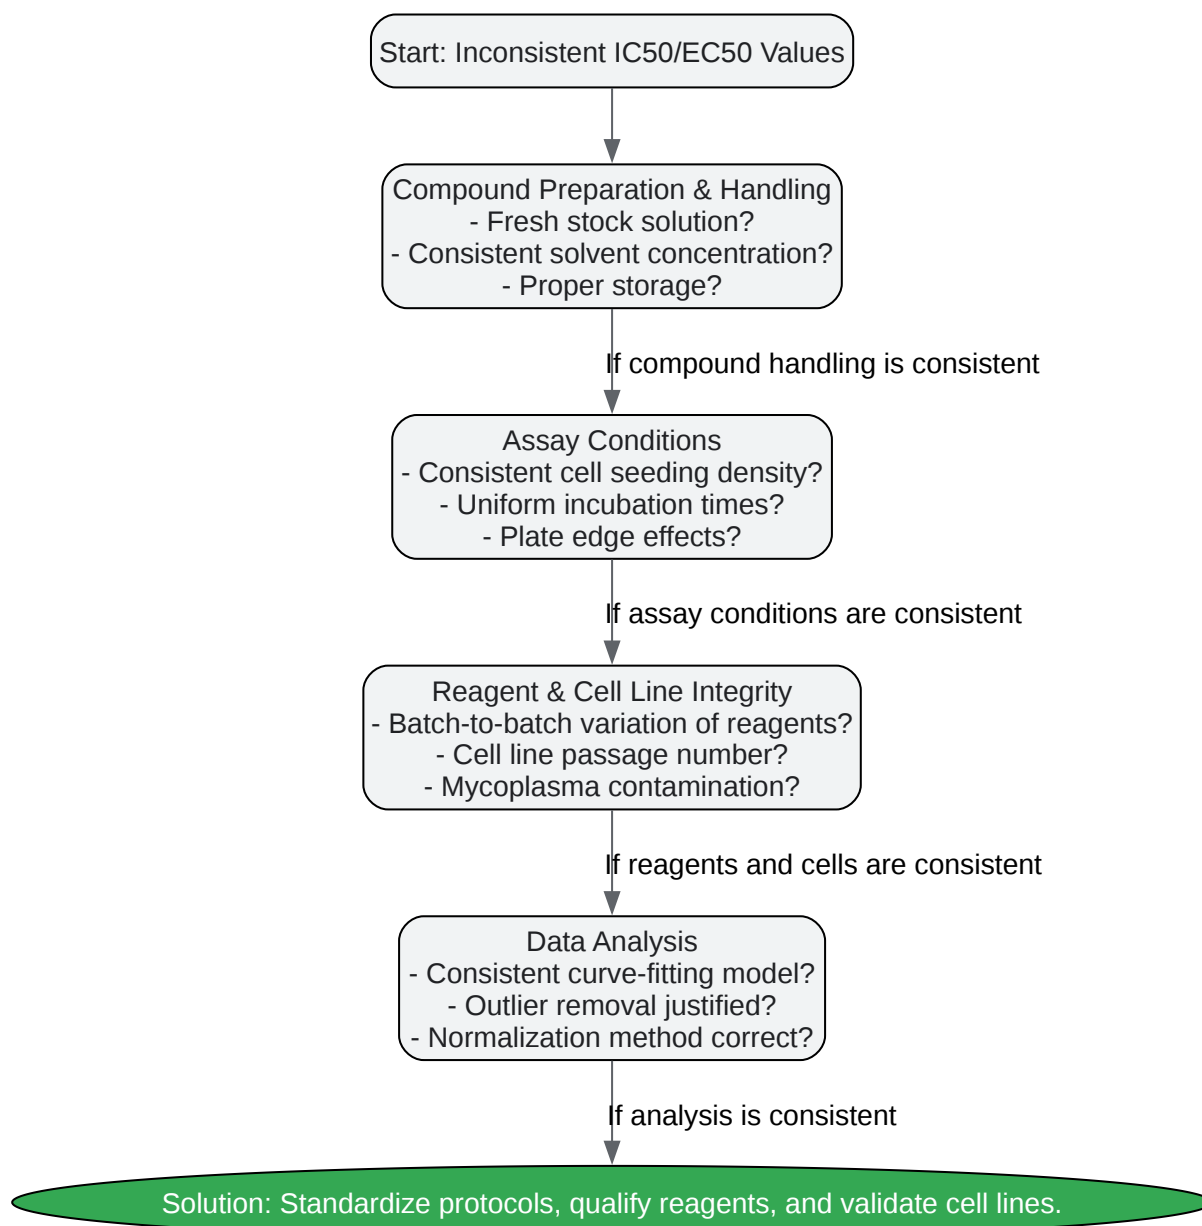 Start: Inconsistent IC50/EC50 Values
Compound Preparation & Handling
- Fresh stock solution?
- Consistent solvent concentration?
- Proper storage?
If compound handling is consistent
Assay Conditions
- Consistent cell seeding density?
- Uniform incubation times?
- Plate edge effects?
If assay conditions are consistent
Reagent & Cell Line Integrity
- Batch-to-batch variation of reagents?
- Cell line passage number?
- Mycoplasma contamination?
If reagents and cells are consistent
Data Analysis
- Consistent curve-fitting model?
- Outlier removal justified?
- Normalization method correct?
If analysis is consistent
Solution: Standardize protocols, qualify reagents, and validate cell lines.